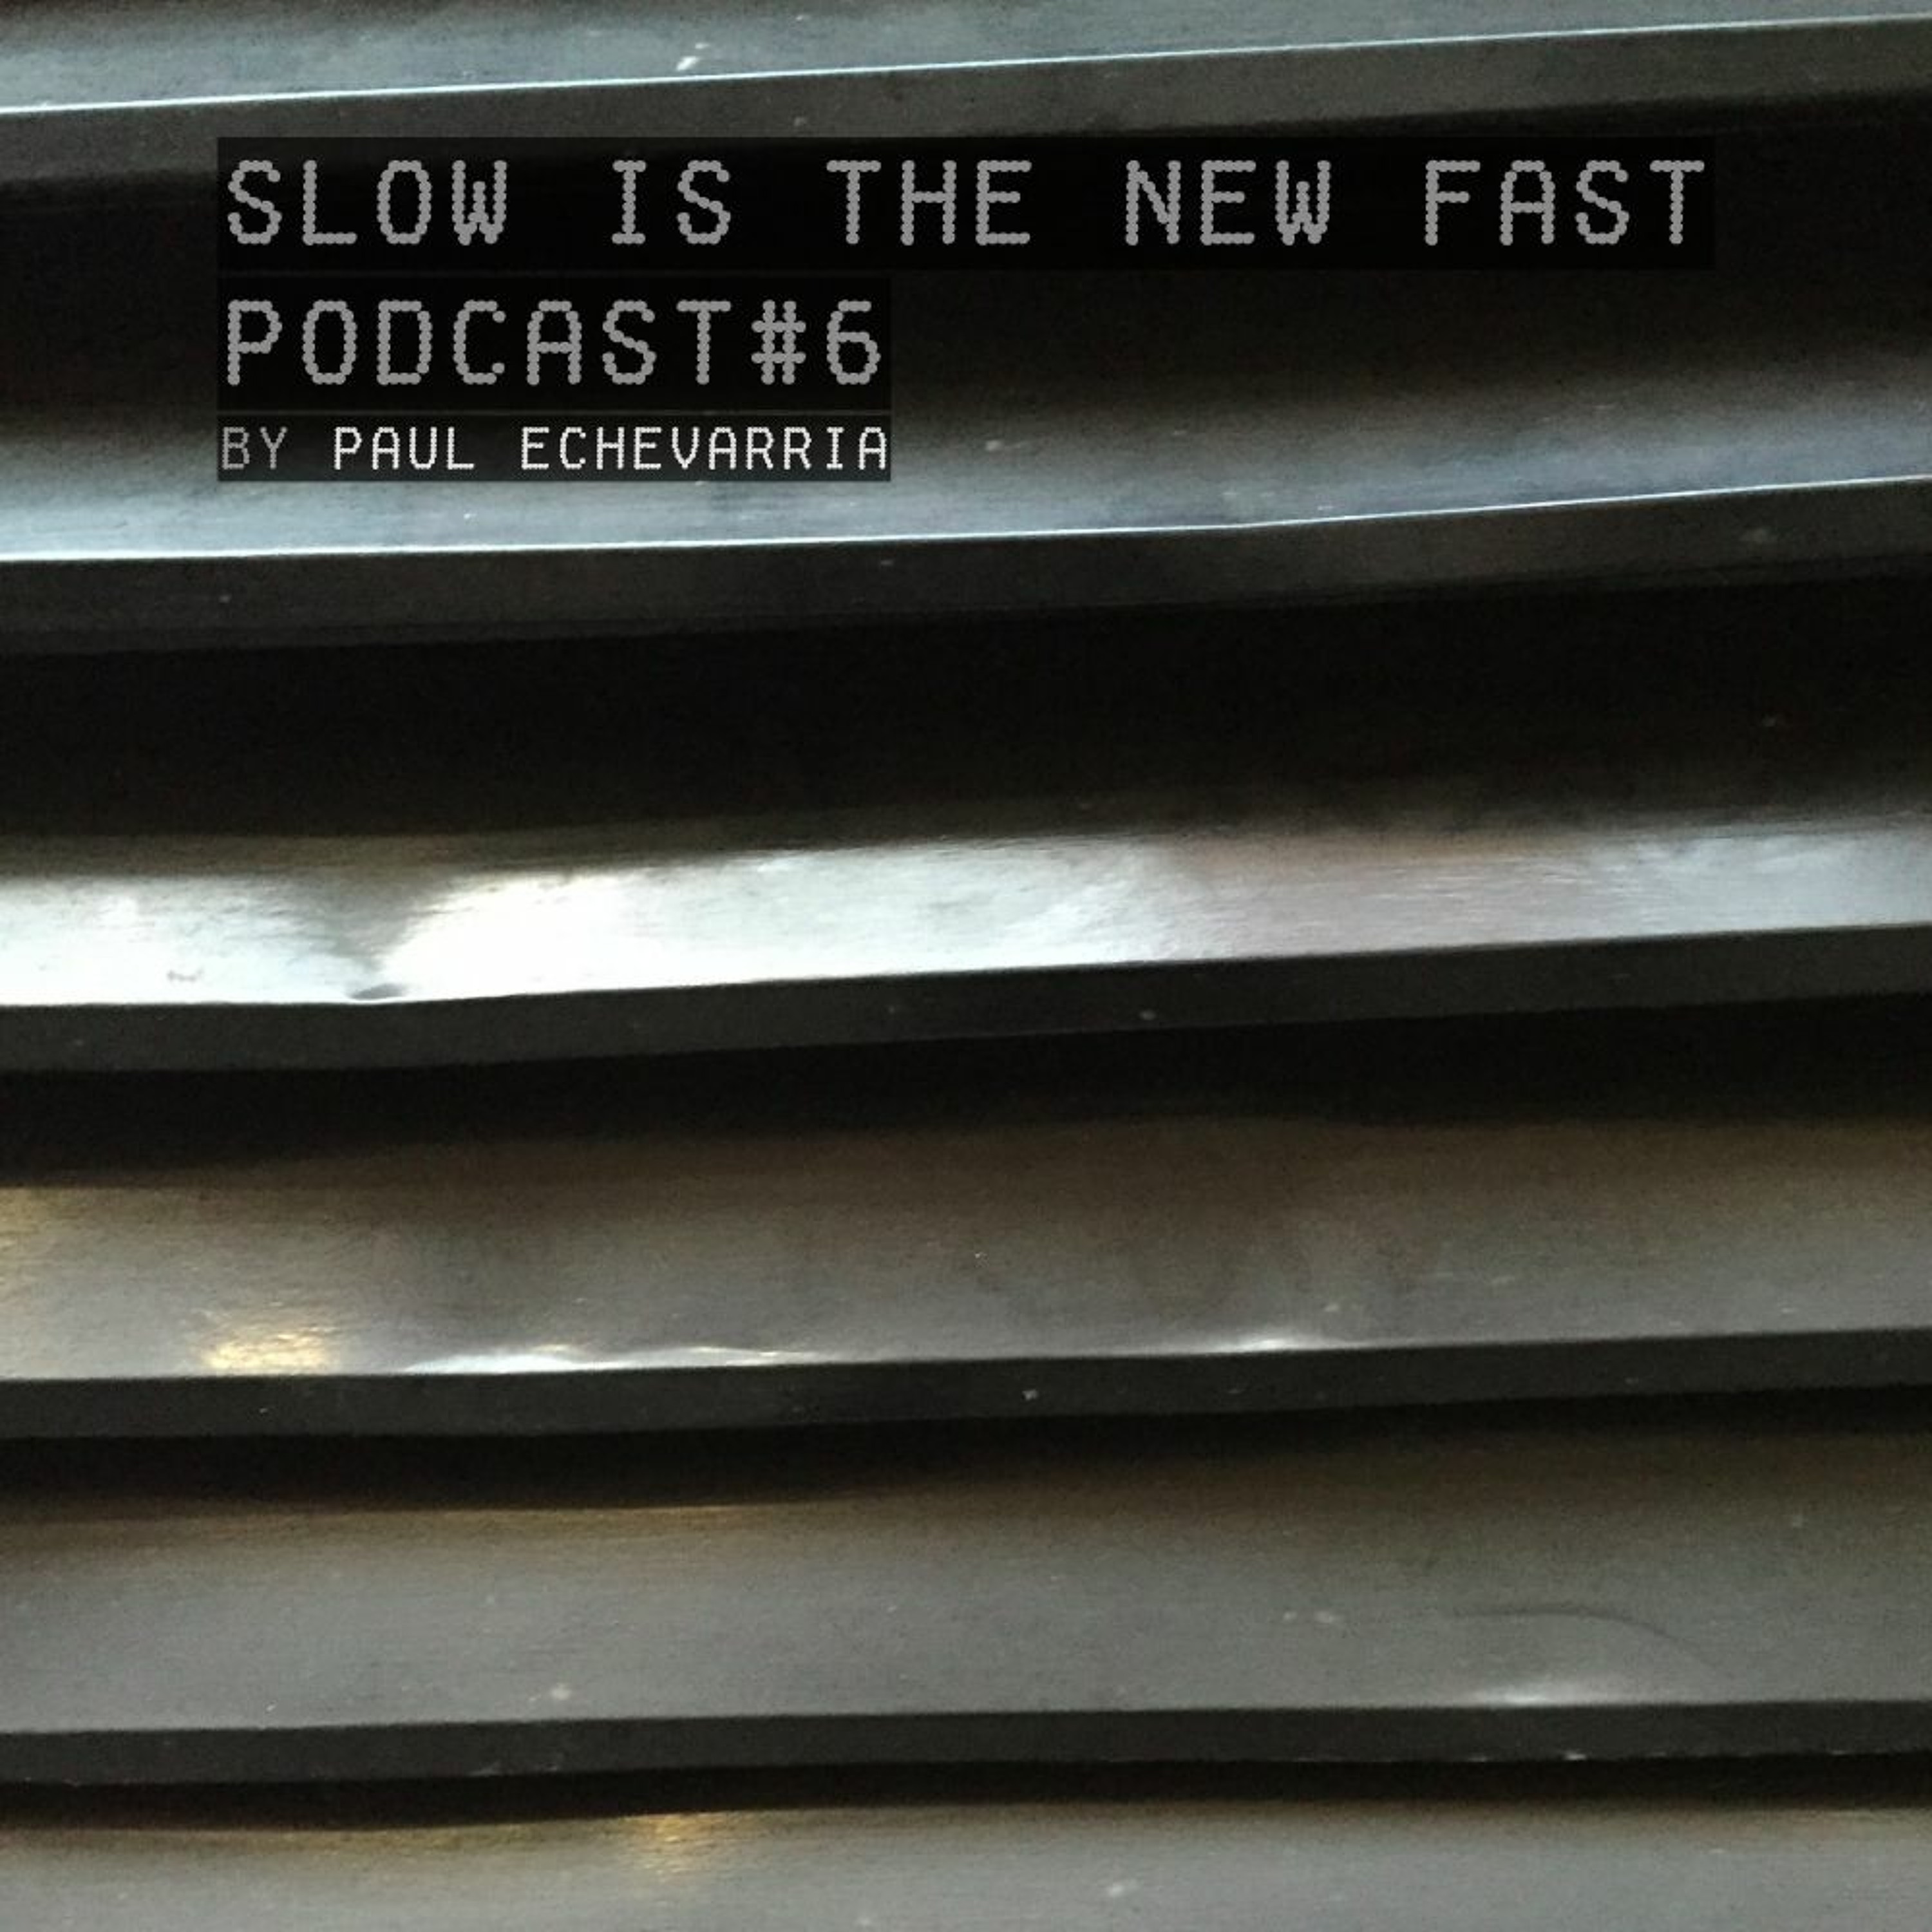 SLOW IS THE NEW FAST
PODCAST#6
BY PAUL ECHEVARRIA